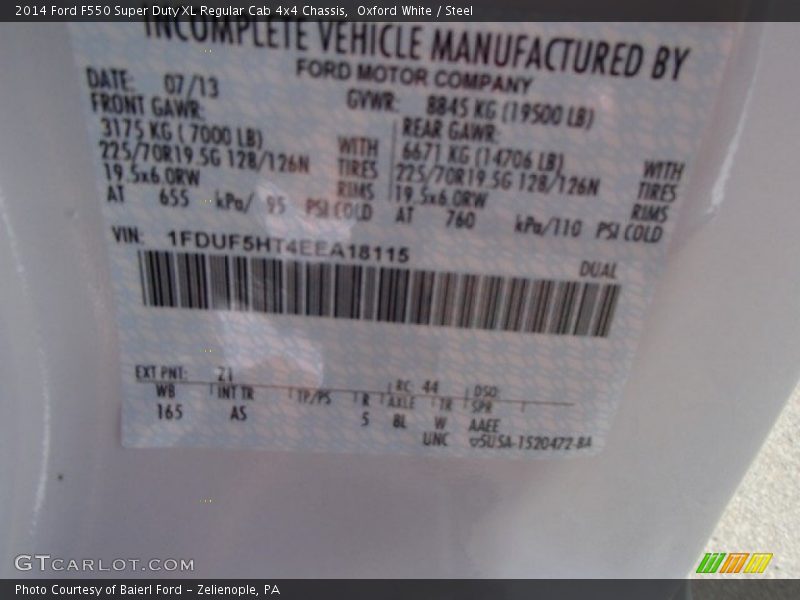 2014 Ford F550 Super Duty XL Regular Cab 4x4 Chassis,  Oxford White / Steel
INCOMPLETE VEHICLE MANUFACTURED BY
FORD MOTOR COMPANY
DATE: 07/13 GVWR: 8845 KG (19500 LB)
FRONT GAWR: REAR GAWR:
3175 KG ( 7000 LB) WITH 6671 KG (14706 LB) WITH
225/70R19.5G 128/126N TIRES 225/70R19.5G 128/126N TIRES
19.5x6.0RW RIMS 19.5x6.0RW RIMS
AT 655 kPa/ 95 PSI COLD AT 760 kPa/110 PSI COLD
VIN: 1FDUF5HT4EEA18115
DUAL
EXT PNT: 21 RC: 44 DSO:
WB INT TR TP/PS R AXLE TR SPR
165 AS 5 BL W AAEE
UNC 5USA-1520472-BA
GTCARLOT.COM
Photo Courtesy of Baierl Ford – Zelienople, PA